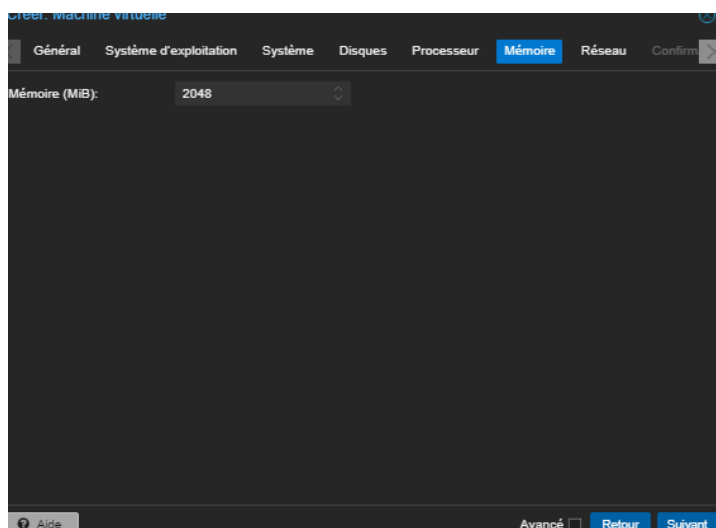 Créer: Machine virtuelle
Général Système d'exploitation Système Disques Processeur Mémoire Réseau Confirm
Mémoire (MiB): 2048
Aide Avancé Retour Suivant